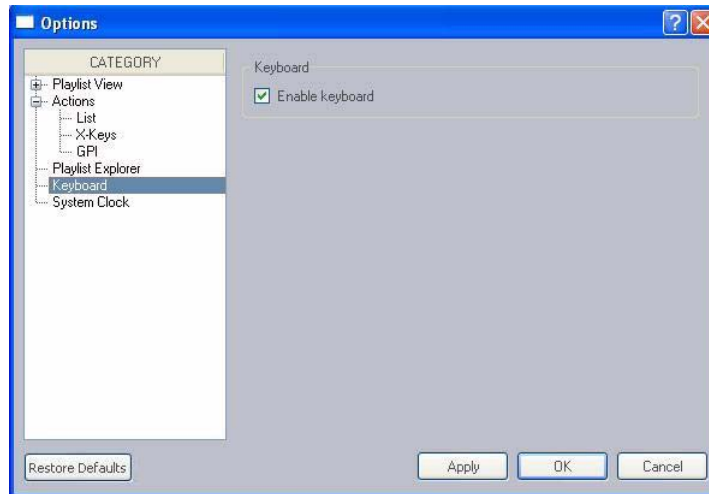 Options
CATEGORY
Playlist View
Actions
List
X-Keys
GPI
Playlist Explorer
Keyboard
System Clock
Keyboard
Enable keyboard
Restore Defaults
Apply
OK
Cancel